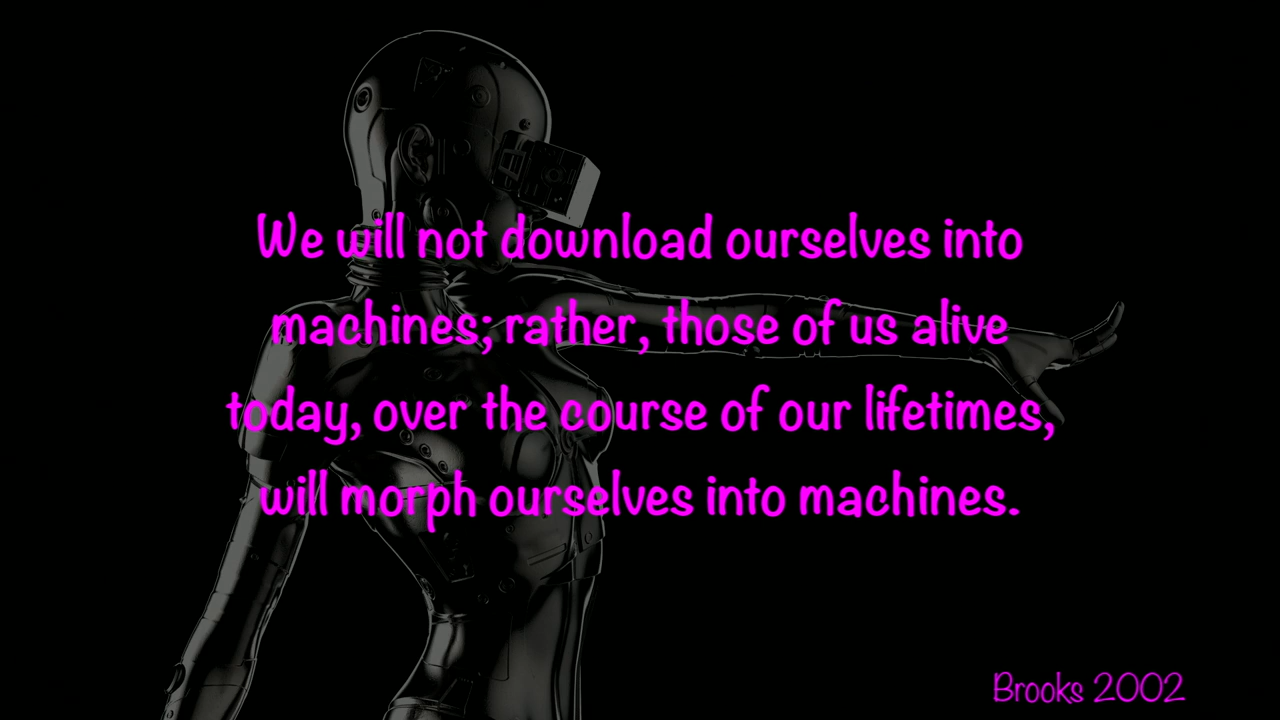 We will not download ourselves into
machines; rather, those of us alive
today, over the course of our lifetimes,
will morph ourselves into machines.
Brooks 2002